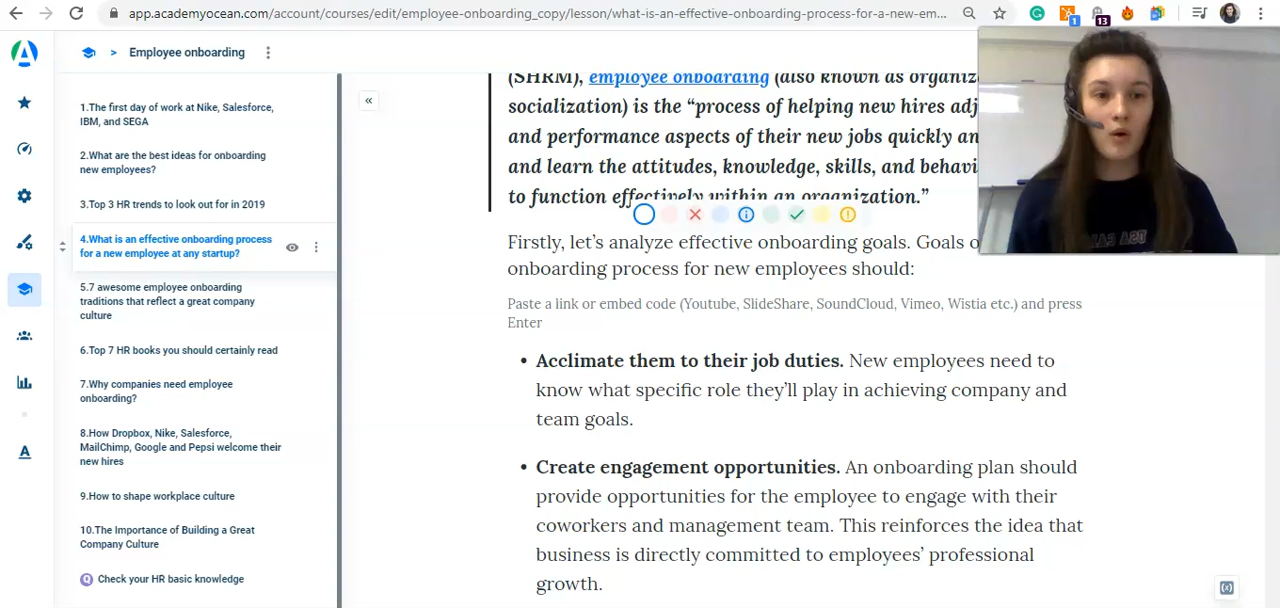 app.academyocean.com/account/courses/edit/employee-onboarding_copy/lesson/what-is-an-effective-onboarding-process-for-a-new-em...
1
13
> Employee onboarding
1.The first day of work at Nike, Salesforce,
IBM, and SEGA
2.What are the best ideas for onboarding
new employees?
3.Top 3 HR trends to look out for in 2019
4.What is an effective onboarding process
for a new employee at any startup?
5.7 awesome employee onboarding
traditions that reflect a great company
culture
6.Top 7 HR books you should certainly read
7.Why companies need employee
onboarding?
8.How Dropbox, Nike, Salesforce,
MailChimp, Google and Pepsi welcome their
new hires
9.How to shape workplace culture
10.The Importance of Building a Great
Company Culture
Q Check your HR basic knowledge
A
«
(SHRM), employee onboarding (also known as organiz
socialization) is the “process of helping new hires adj
and performance aspects of their new jobs quickly an
and learn the attitudes, knowledge, skills, and behavi
to function effectively within an organization.”
Firstly, let’s analyze effective onboarding goals. Goals o
onboarding process for new employees should:
Paste a link or embed code (Youtube, SlideShare, SoundCloud, Vimeo, Wistia etc.) and press
Enter
• Acclimate them to their job duties. New employees need to
know what specific role they’ll play in achieving company and
team goals.
• Create engagement opportunities. An onboarding plan should
provide opportunities for the employee to engage with their
coworkers and management team. This reinforces the idea that
business is directly committed to employees’ professional
growth.